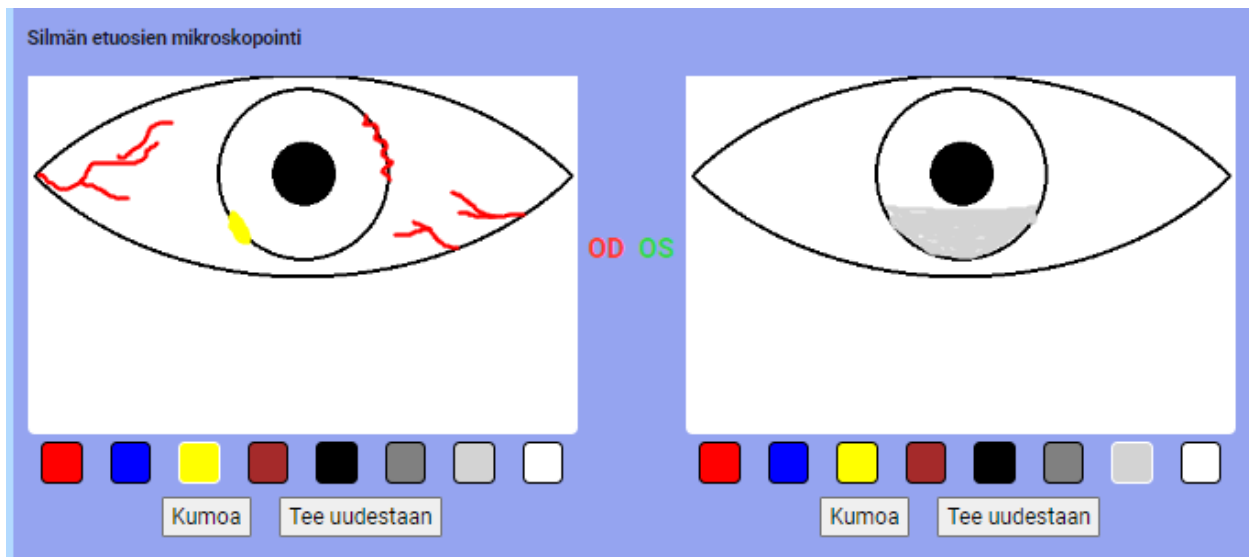 Silmän etuosien mikroskopointi
OD OS
Kumoa Tee uudestaan
Kumoa Tee uudestaan